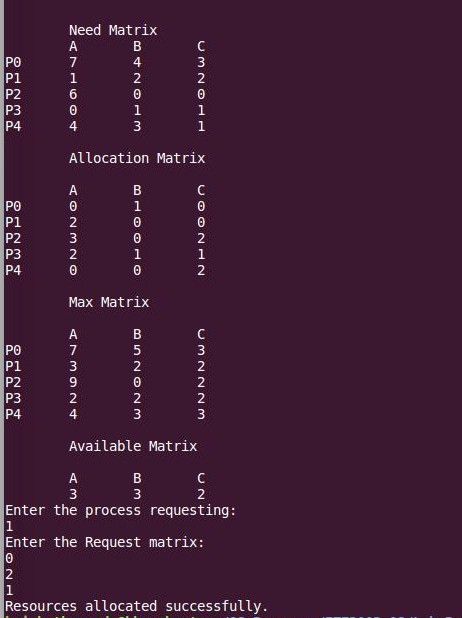 Need Matrix
A B C
P0 7 4 3
P1 1 2 2
P2 6 0 0
P3 0 1 1
P4 4 3 1
Allocation Matrix
A B C
P0 0 1 0
P1 2 0 0
P2 3 0 2
P3 2 1 1
P4 0 0 2
Max Matrix
A B C
P0 7 5 3
P1 3 2 2
P2 9 0 2
P3 2 2 2
P4 4 3 3
Available Matrix
A B C
3 3 2
Enter the process requesting:
1
Enter the Request matrix:
0
2
1
Resources allocated successfully.